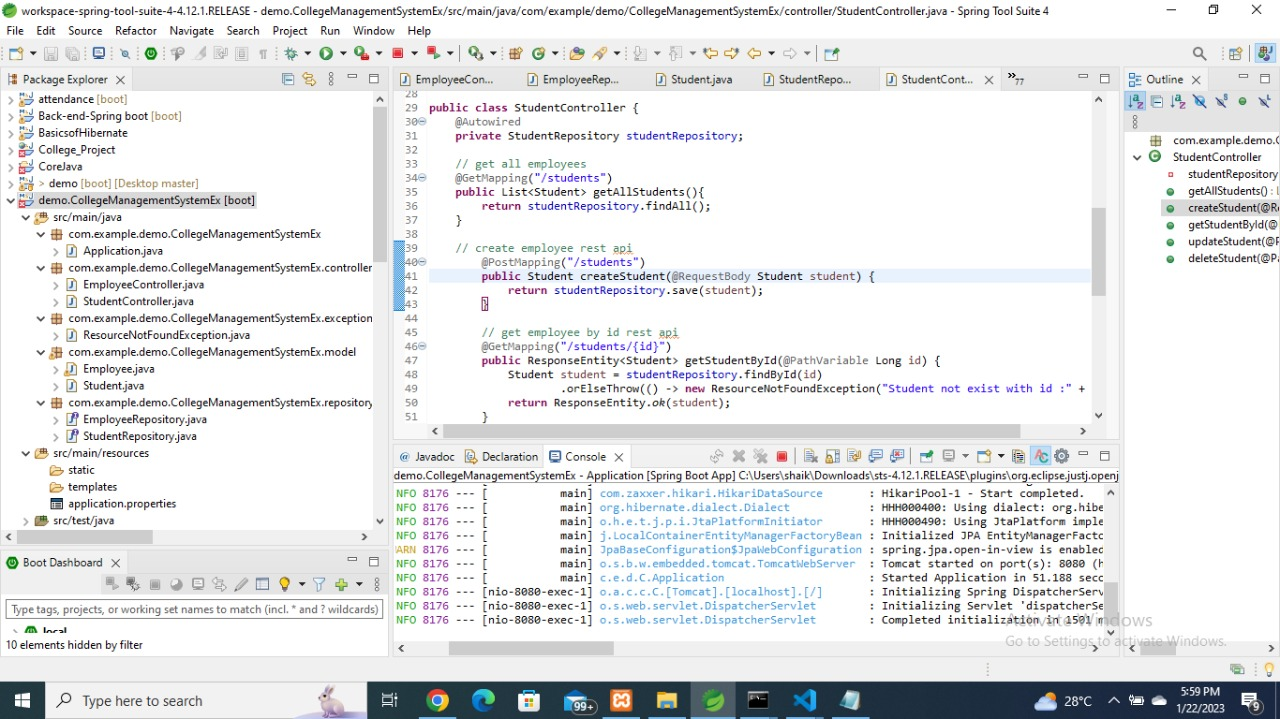 workspace-spring-tool-suite-4-4.12.1.RELEASE - demo.CollegeManagementSystemEx/src/main/java/com/example/demo/CollegeManagementSystemEx/controller/StudentController.java - Spring Tool Suite 4
File Edit Source Refactor Navigate Search Project Run Window Help
Package Explorer
attendance [boot]
Back-end-Spring boot [boot]
BasicsofHibernate
College_Project
CoreJava
> demo [boot] [Desktop master]
demo.CollegeManagementSystemEx [boot]
src/main/java
com.example.demo.CollegeManagementSystemEx
Application.java
com.example.demo.CollegeManagementSystemEx.controller
EmployeeController.java
StudentController.java
com.example.demo.CollegeManagementSystemEx.exception
ResourceNotFoundException.java
com.example.demo.CollegeManagementSystemEx.model
Employee.java
Student.java
com.example.demo.CollegeManagementSystemEx.repository
EmployeeRepository.java
StudentRepository.java
src/main/resources
static
templates
application.properties
src/test/java
Boot Dashboard
Type tags, projects, or working set names to match (incl. * and ? wildcards)
local
10 elements hidden by filter
EmployeeCon... EmployeeRep... Student.java StudentRepo... StudentCont... »77
28
29 public class StudentController {
30 @Autowired
31 private StudentRepository studentRepository;
32
33 // get all employees
34 @GetMapping("/students")
35 public List<Student> getAllStudents(){
36 return studentRepository.findAll();
37 }
38
39 // create employee rest api
40 @PostMapping("/students")
41 public Student createStudent(@RequestBody Student student) {
42 return studentRepository.save(student);
43 }
44
45 // get employee by id rest api
46 @GetMapping("/students/{id}")
47 public ResponseEntity<Student> getStudentById(@PathVariable Long id) {
48 Student student = studentRepository.findById(id)
49 .orElseThrow(() -> new ResourceNotFoundException("Student not exist with id :" +
50 return ResponseEntity.ok(student);
51 }
Javadoc Declaration Console
demo.CollegeManagementSystemEx - Application [Spring Boot App] C:\Users\shaik\Downloads\sts-4.12.1.RELEASE\plugins\org.eclipse.justj.openj
NFO 8176 --- [ main] com.zaxxer.hikari.HikariDataSource : HikariPool-1 - Start completed.
NFO 8176 --- [ main] org.hibernate.dialect.Dialect : HHH000400: Using dialect: org.hibe
NFO 8176 --- [ main] o.h.e.t.j.p.i.JtaPlatformInitiator : HHH000490: Using JtaPlatform imple
NFO 8176 --- [ main] j.LocalContainerEntityManagerFactoryBean : Initialized JPA EntityManagerFacto
ARN 8176 --- [ main] JpaBaseConfiguration$JpaWebConfiguration : spring.jpa.open-in-view is enabled
NFO 8176 --- [ main] o.s.b.w.embedded.tomcat.TomcatWebServer : Tomcat started on port(s): 8080 (h
NFO 8176 --- [ main] c.e.d.C.Application : Started Application in 51.188 seco
NFO 8176 --- [nio-8080-exec-1] o.a.c.c.C.[Tomcat].[localhost].[/] : Initializing Spring DispatcherServ
NFO 8176 --- [nio-8080-exec-1] o.s.web.servlet.DispatcherServlet : Initializing Servlet 'dispatcherSe
NFO 8176 --- [nio-8080-exec-1] o.s.web.servlet.DispatcherServlet : Completed initialization in 1501 m
Outline
com.example.demo
StudentController
studentRepository
getAllStudents() : L
createStudent(@Re
getStudentById(@
updateStudent(@P
deleteStudent(@Pa
Activate Windows
Go to Settings to activate Windows.
Type here to search
99+
28°C
5:59 PM
1/22/2023
9